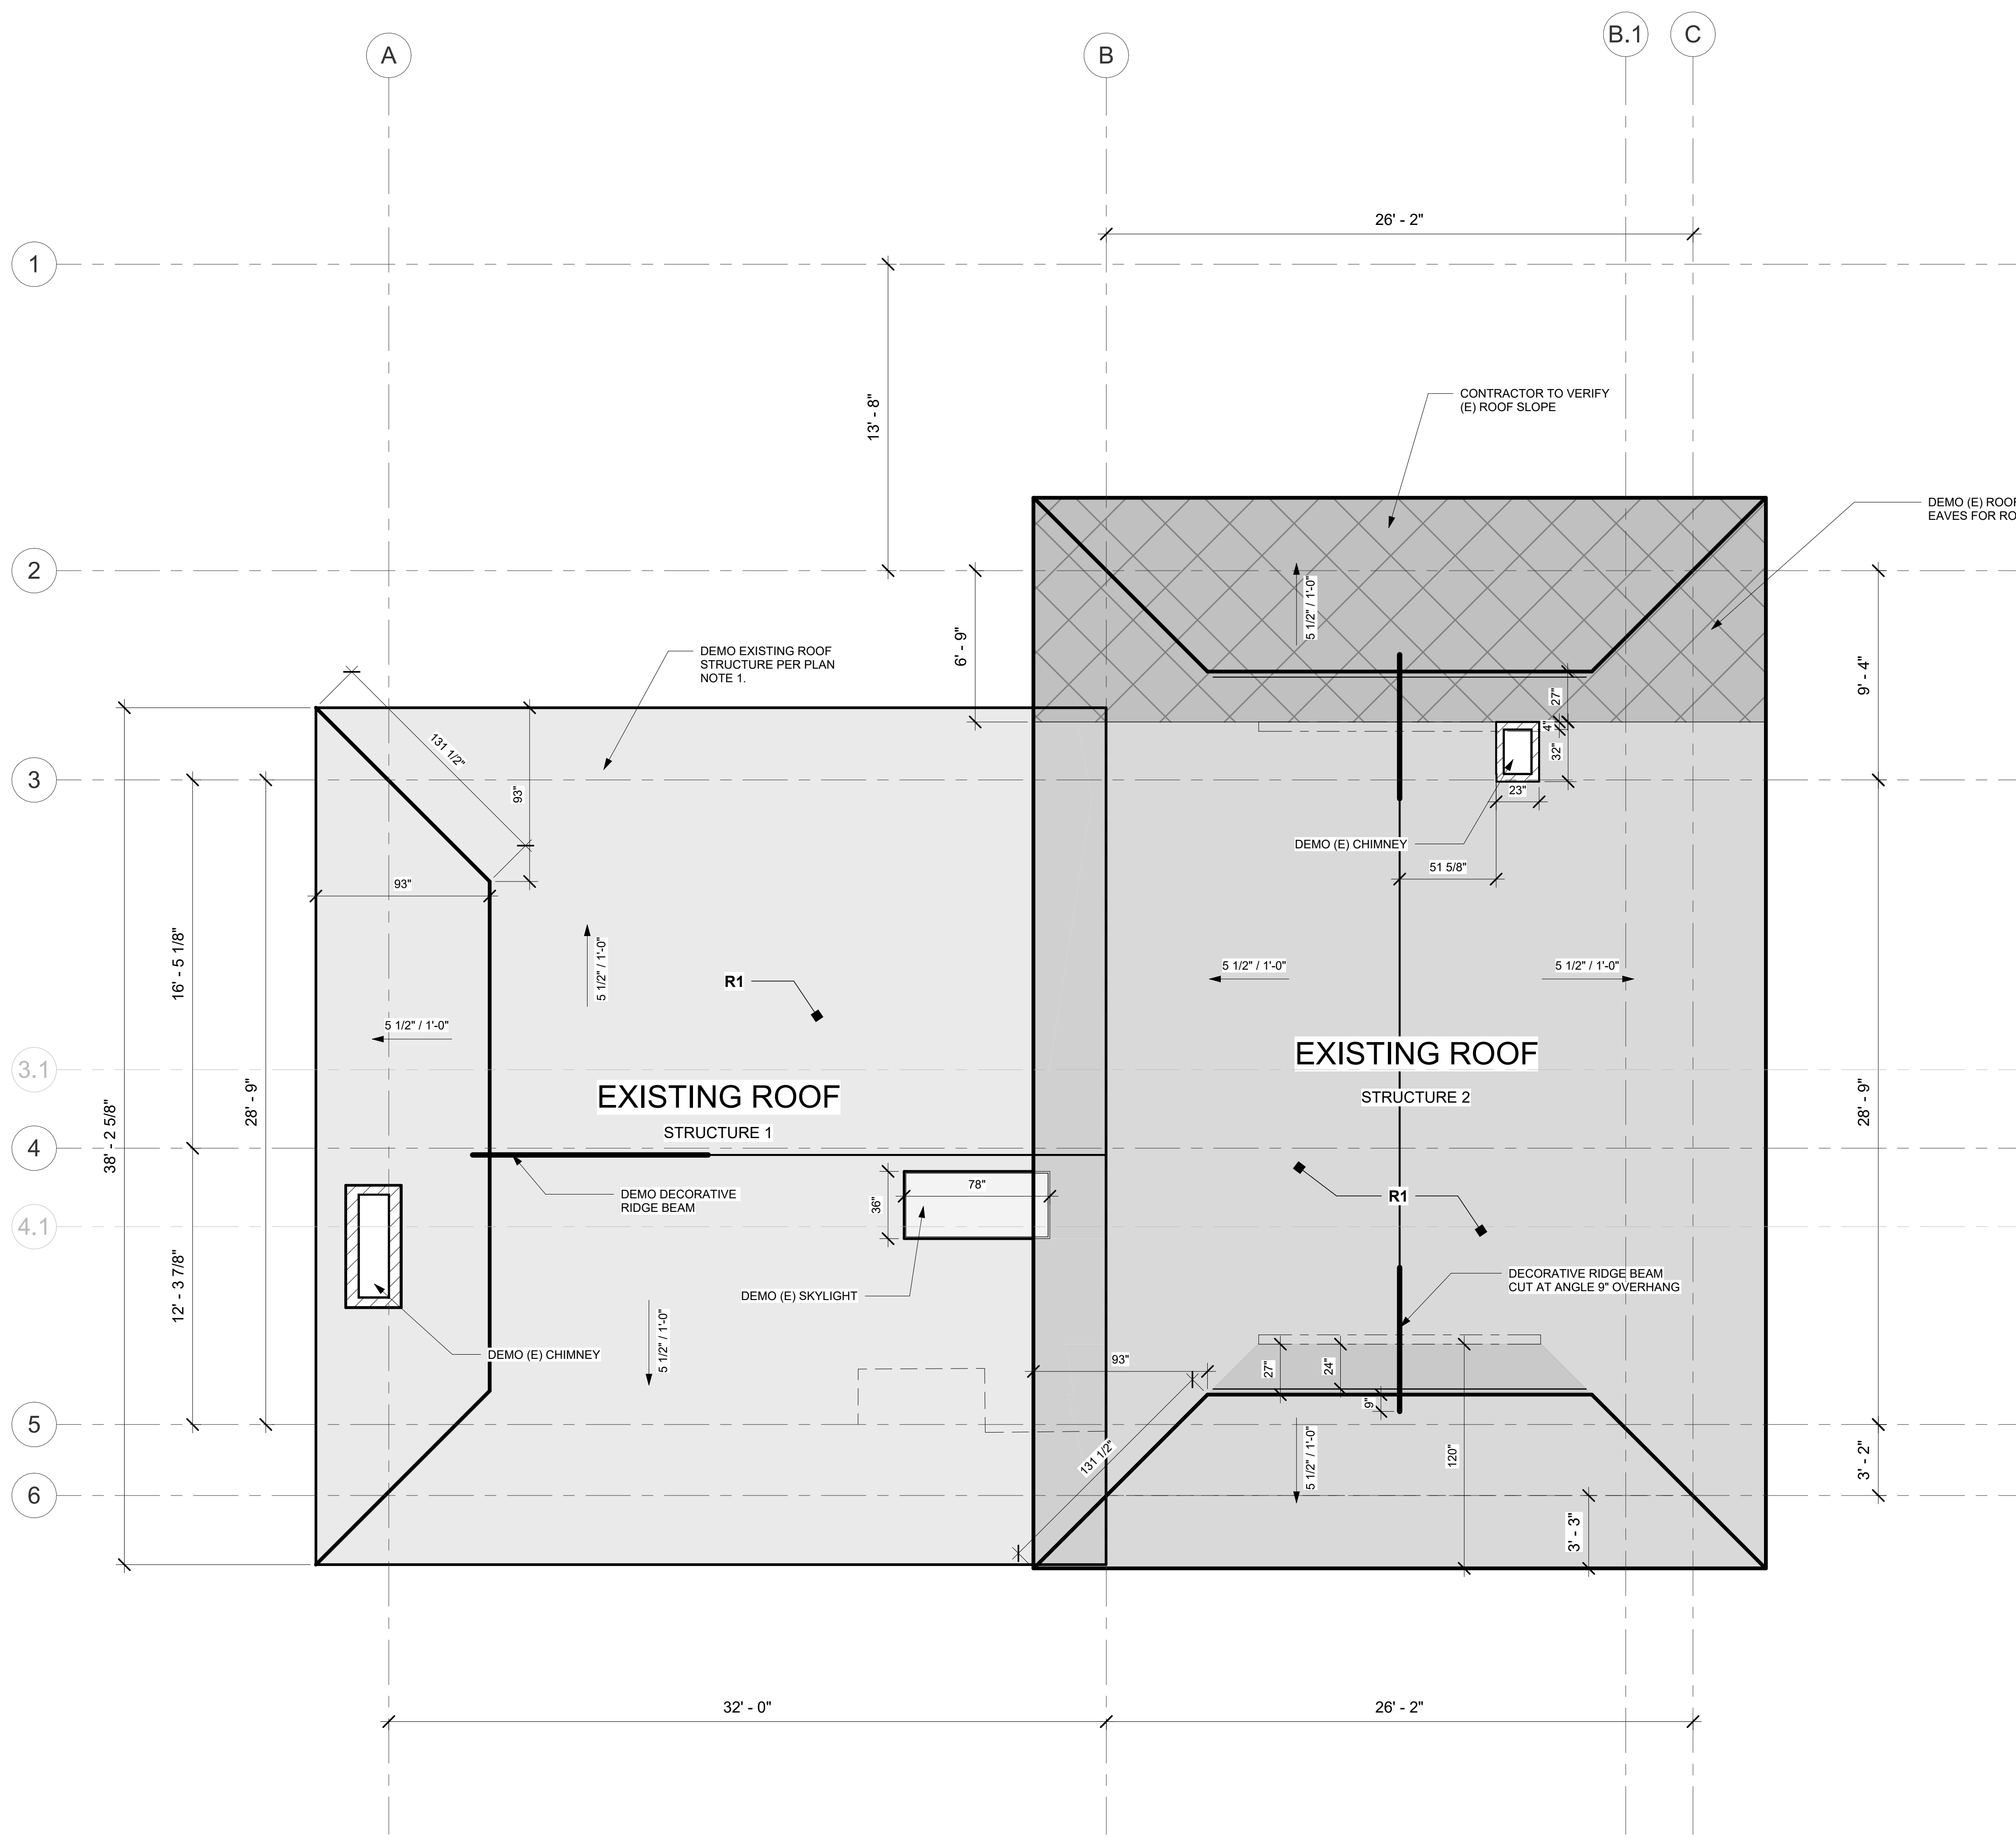 A
B
B.1
C
26' - 2"
1
13' - 8"
CONTRACTOR TO VERIFY
(E) ROOF SLOPE
DEMO (E) ROOF
EAVES FOR RO
2
5 1/2" / 1'-0"
6' - 9"
9' - 4"
DEMO EXISTING ROOF
STRUCTURE PER PLAN
NOTE 1.
27"
4"
32"
131 1/2"
3
93"
23"
DEMO (E) CHIMNEY
51 5/8"
93"
16' - 5 1/8"
5 1/2" / 1'-0"
R1
5 1/2" / 1'-0"
5 1/2" / 1'-0"
5 1/2" / 1'-0"
EXISTING ROOF
STRUCTURE 2
3.1
28' - 9"
EXISTING ROOF
STRUCTURE 1
28' - 9"
38' - 2 5/8"
4
DEMO DECORATIVE
RIDGE BEAM
78"
36"
R1
4.1
12' - 3 7/8"
DEMO (E) SKYLIGHT
DECORATIVE RIDGE BEAM
CUT AT ANGLE 9" OVERHANG
5 1/2" / 1'-0"
DEMO (E) CHIMNEY
93"
27"
24"
9"
5
131 1/2"
5 1/2" / 1'-0"
120"
3' - 2"
6
3' - 3"
32' - 0"
26' - 2"